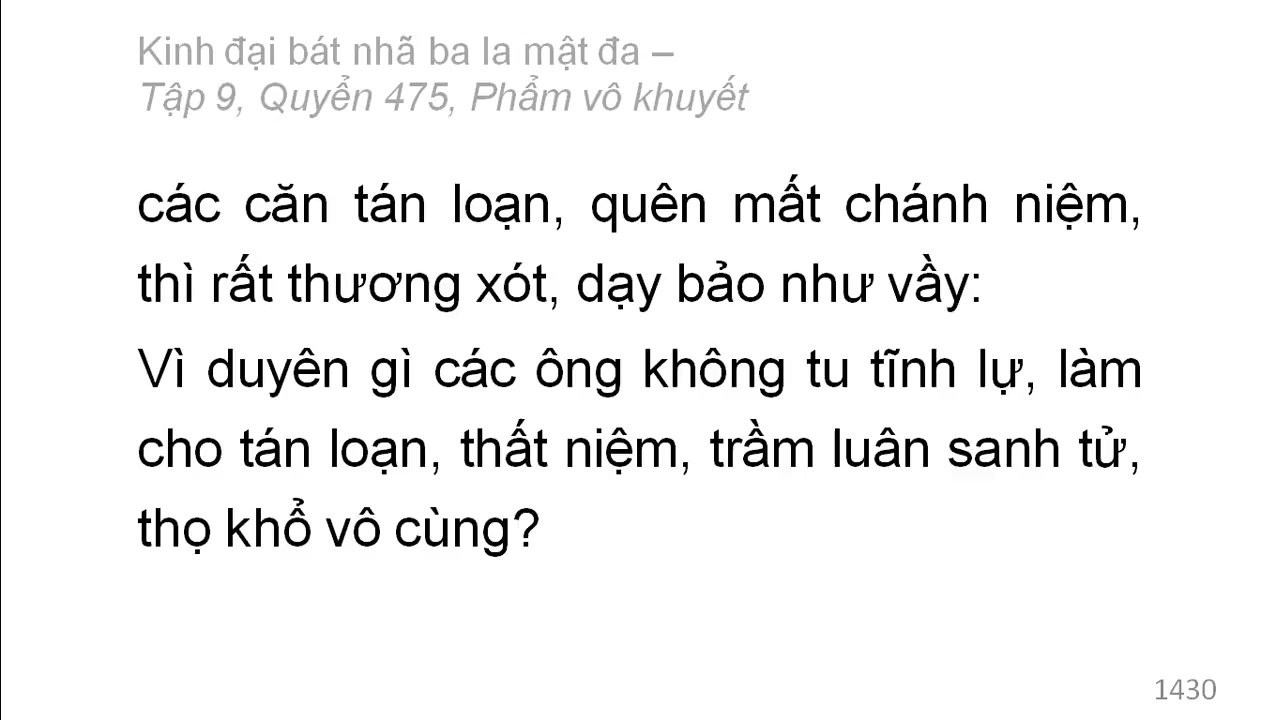 Kinh đại bát nhã ba la mật đa –
Tập 9, Quyển 475, Phẩm vô khuyết
các căn tán loạn, quên mất chánh niệm,
thì rất thương xót, dạy bảo như vầy:
Vì duyên gì các ông không tu tĩnh lự, làm
cho tán loạn, thất niệm, trầm luân sanh tử,
thọ khổ vô cùng?
1430